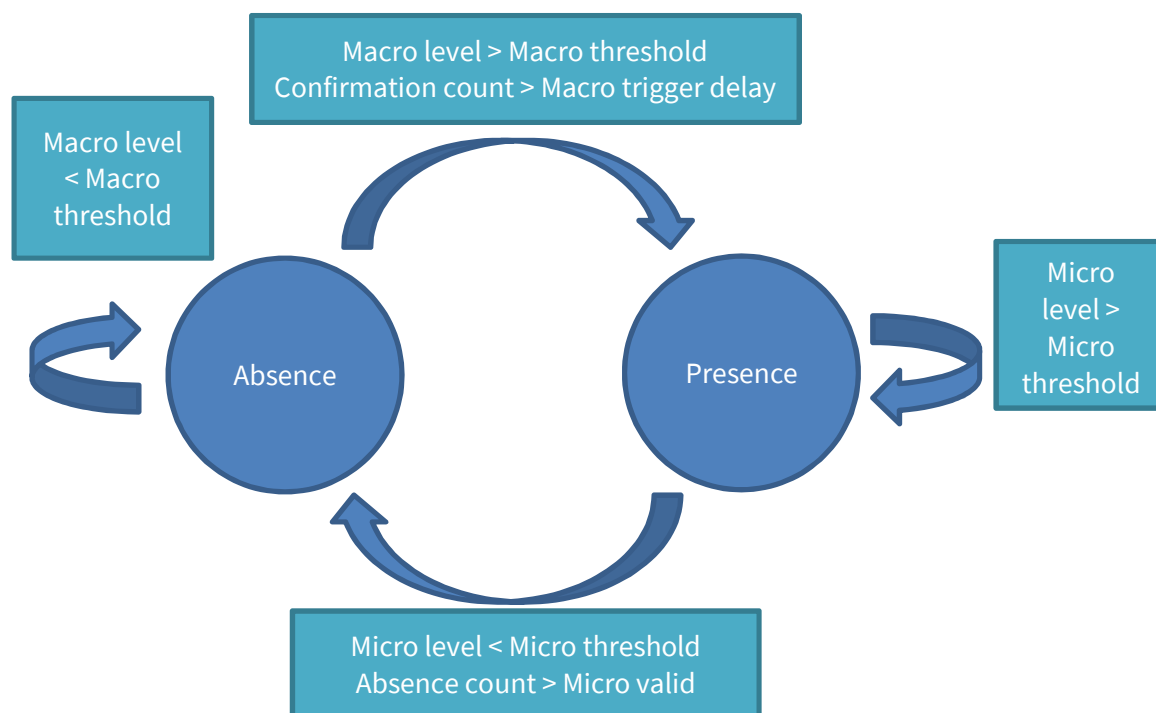 Macro level > Macro threshold
Confirmation count > Macro trigger delay
Macro level
< Macro
threshold
Micro
level >
Micro
threshold
Absence
Presence
Micro level < Micro threshold
Absence count > Micro valid